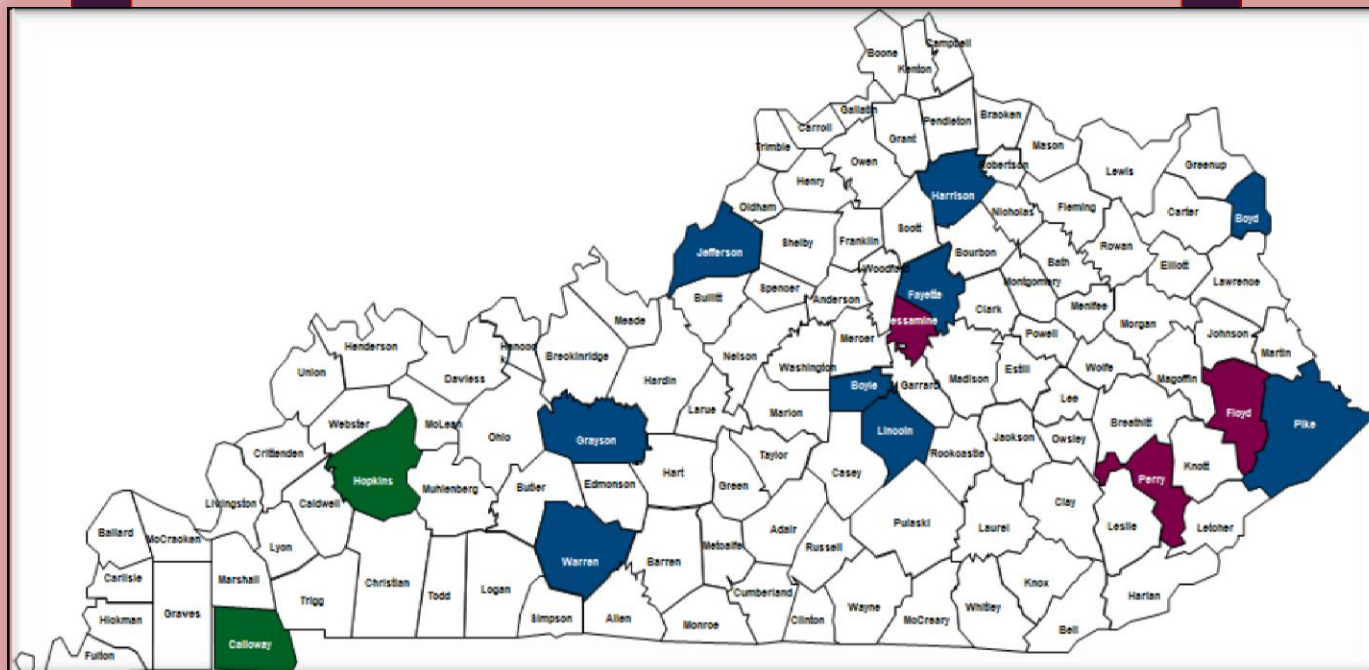 Boone
Campbell
Kenton
Gallatin
Carroll
Pendleton
Bracken
Grant
Trimble
Mason
Robertson
Owen
Lewis
Greenup
Henry
Harrison
Oldham
Nicholas
Fleming
Carter
Boyd
Scott
Shelby
Franklin
Jefferson
Bourbon
Rowan
Bath
Elliott
Woodford
Montgomery
Lawrence
Spencer
Fayette
Bullitt
Anderson
Clark
Menifee
Meade
essamine
Morgan
Powell
Johnson
Mercer
Hancock
Henderson
Breckinridge
Nelson
Martin
Washington
Estill
Wolfe
Union
Daviess
Hardin
Madison
Magoffin
Boyle
Garrard
Lee
Larue
Marion
Floyd
Webster
McLean
Breathitt
Pike
Ohio
Grayson
Lincoln
Jackson
Owsley
Crittenden
Taylor
Rockcastle
Knott
Hart
Casey
Perry
Hopkins
Edmonson
Green
Muhlenberg
Butler
Livingston
Caldwell
Clay
Pulaski
Leslie
Letcher
Laurel
Adair
Ballard
McCracken
Lyon
Metcalfe
Russell
Warren
Barren
Marshall
Carlisle
Christian
Knox
Logan
Todd
Cumberland
Harlan
Trigg
Wayne
Whitley
Graves
Hickman
Simpson
Allen
Clinton
McCreary
Monroe
Bell
Calloway
Fulton